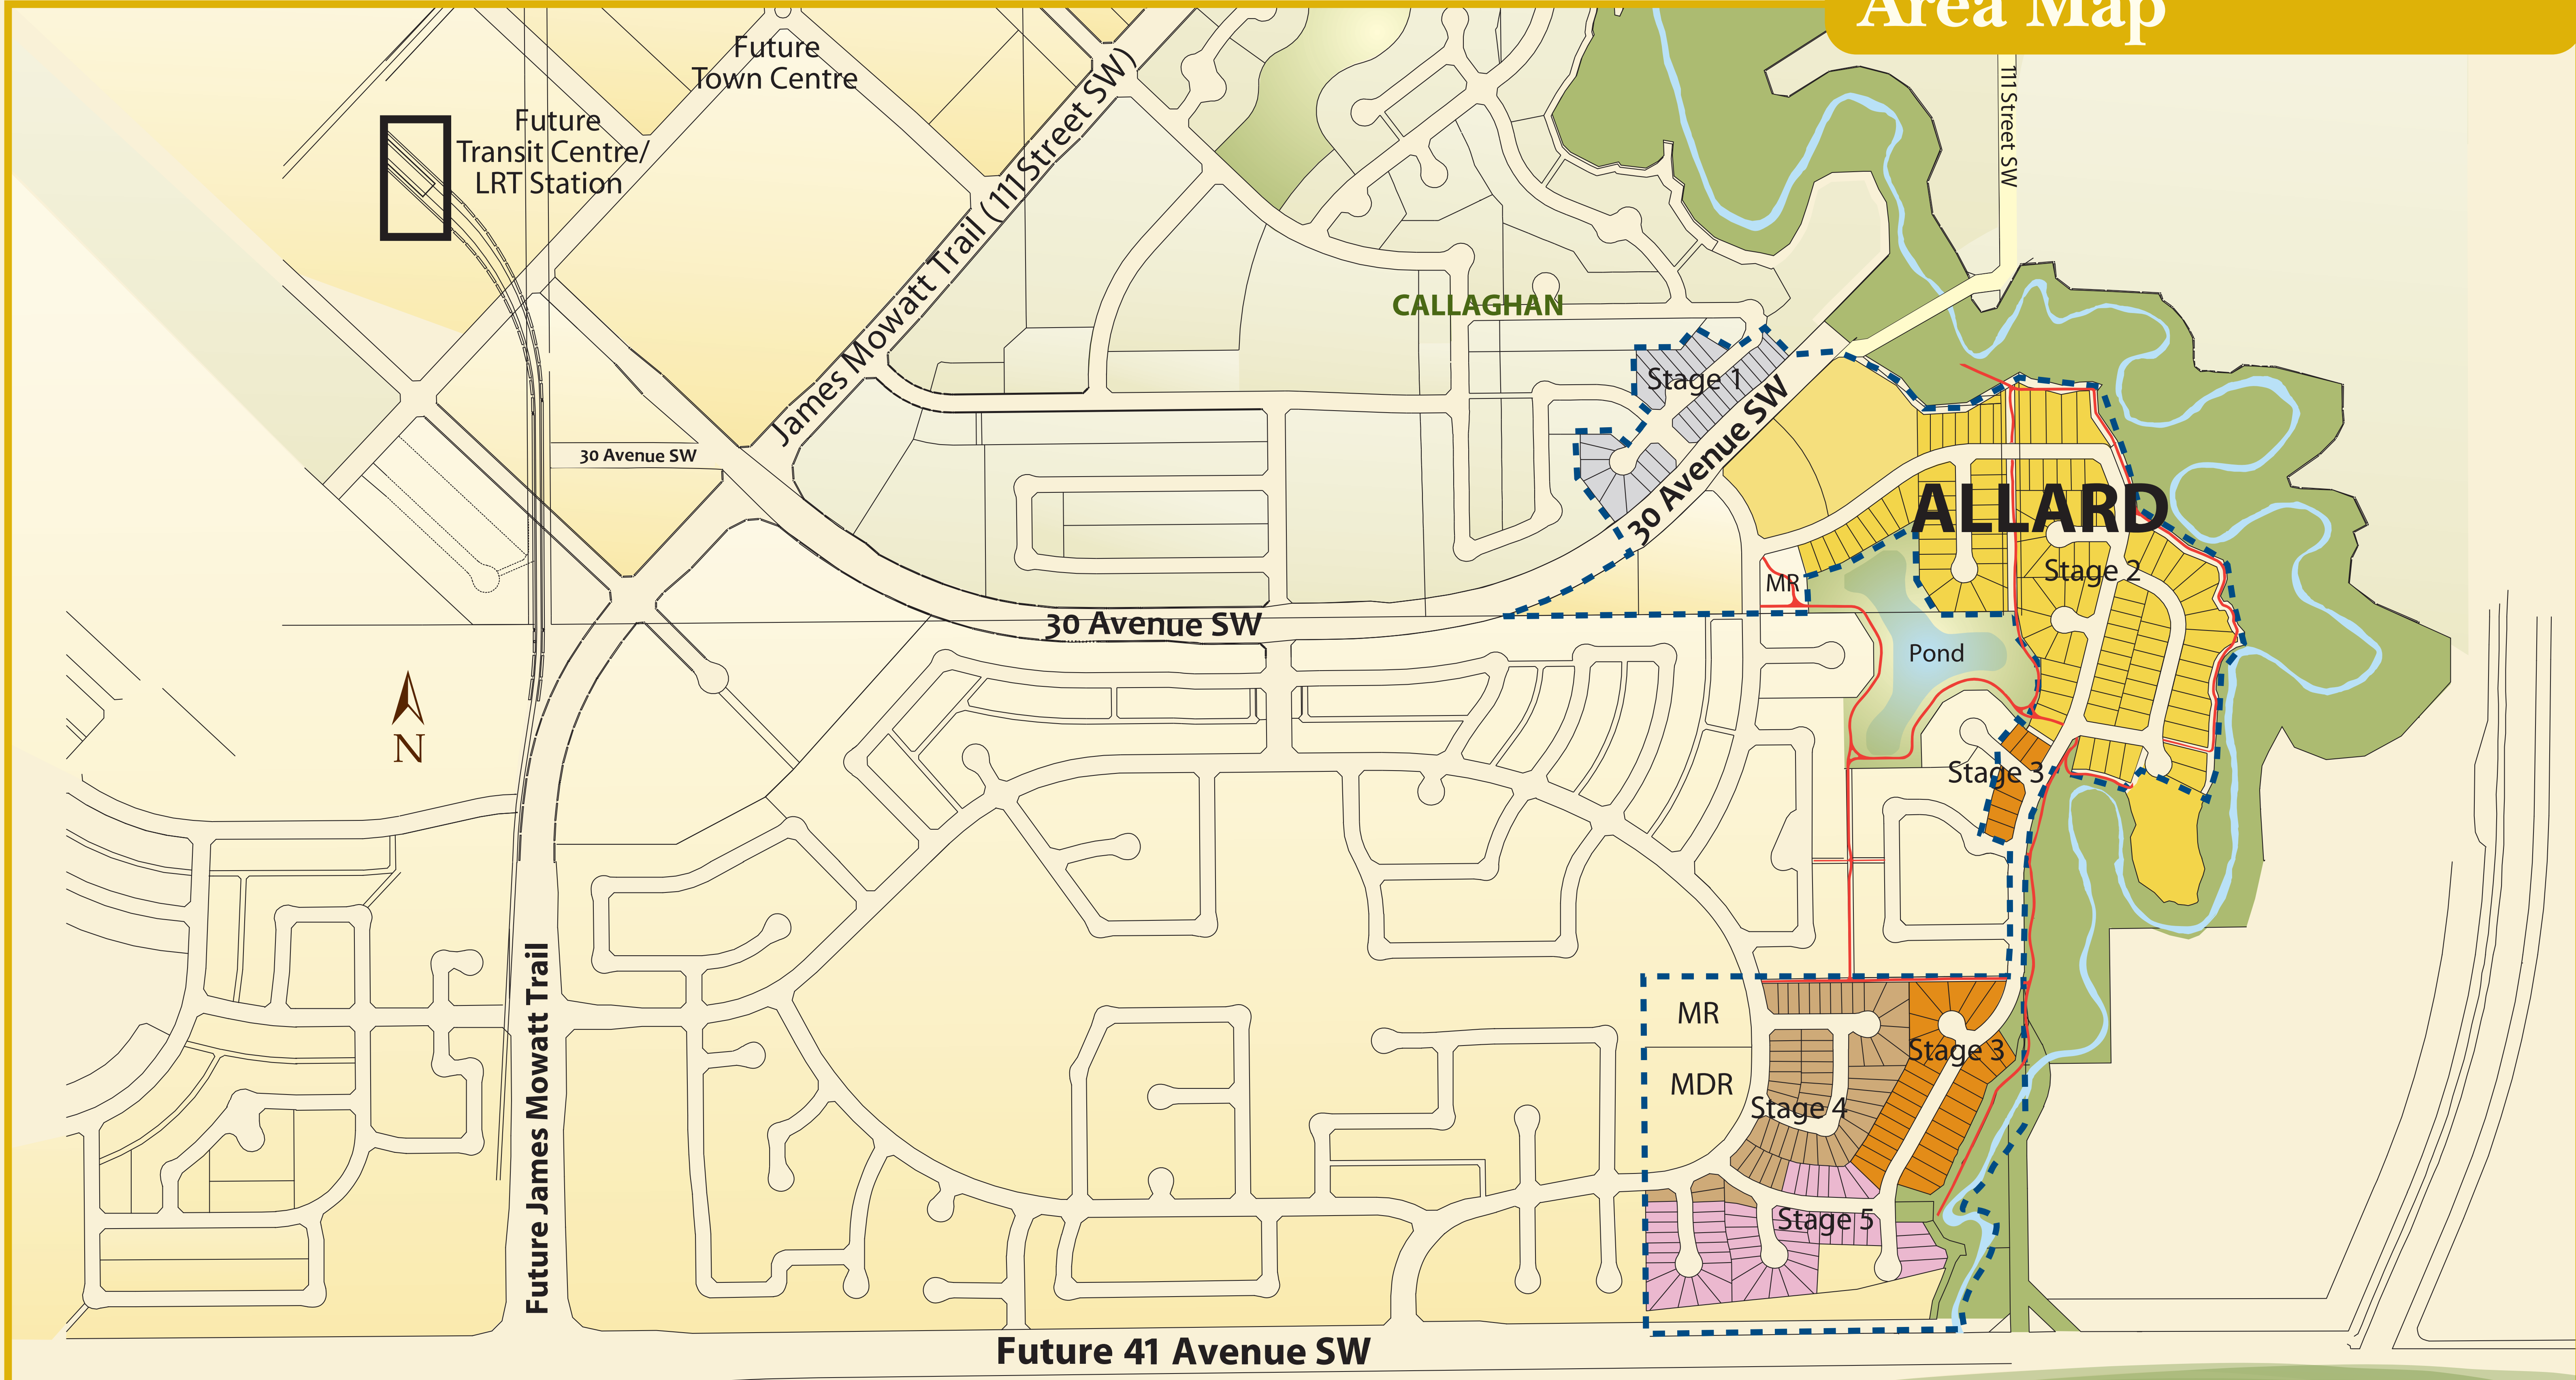 Area Map
Future
Town Centre
Future
Transit Centre/
LRT Station
James Mowatt Trail (111 Street SW)
111 Street SW
CALLAGHAN
Stage 1
30 Avenue SW
30 Avenue SW
ALLARD
Stage 2
MR
30 Avenue SW
Pond
N
Stage 3
MR
MDR
Stage 3
Stage 4
Stage 5
Future James Mowatt Trail
Future 41 Avenue SW